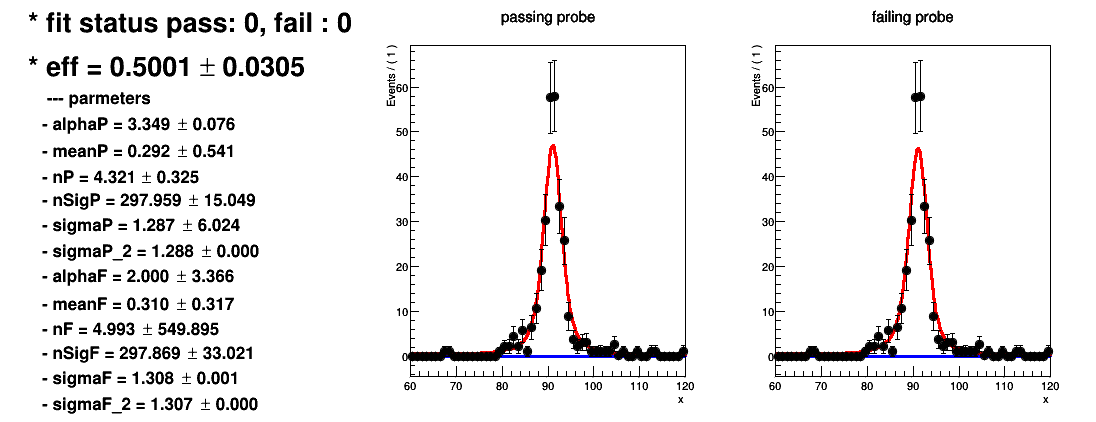 * fit status pass: 0, fail : 0
* eff = 0.5001 ± 0.0305
--- parmeters
- alphaP = 3.349 ± 0.076
- meanP = 0.292 ± 0.541
- nP = 4.321 ± 0.325
- nSigP = 297.959 ± 15.049
- sigmaP = 1.287 ± 6.024
- sigmaP_2 = 1.288 ± 0.000
- alphaF = 2.000 ± 3.366
- meanF = 0.310 ± 0.317
- nF = 4.993 ± 549.895
- nSigF = 297.869 ± 33.021
- sigmaF = 1.308 ± 0.001
- sigmaF_2 = 1.307 ± 0.000
passing probe
Events / ( 1 )
60
50
40
30
20
10
0
60 70 80 90 100 110 120
x
failing probe
Events / ( 1 )
60
50
40
30
20
10
0
60 70 80 90 100 110 120
x